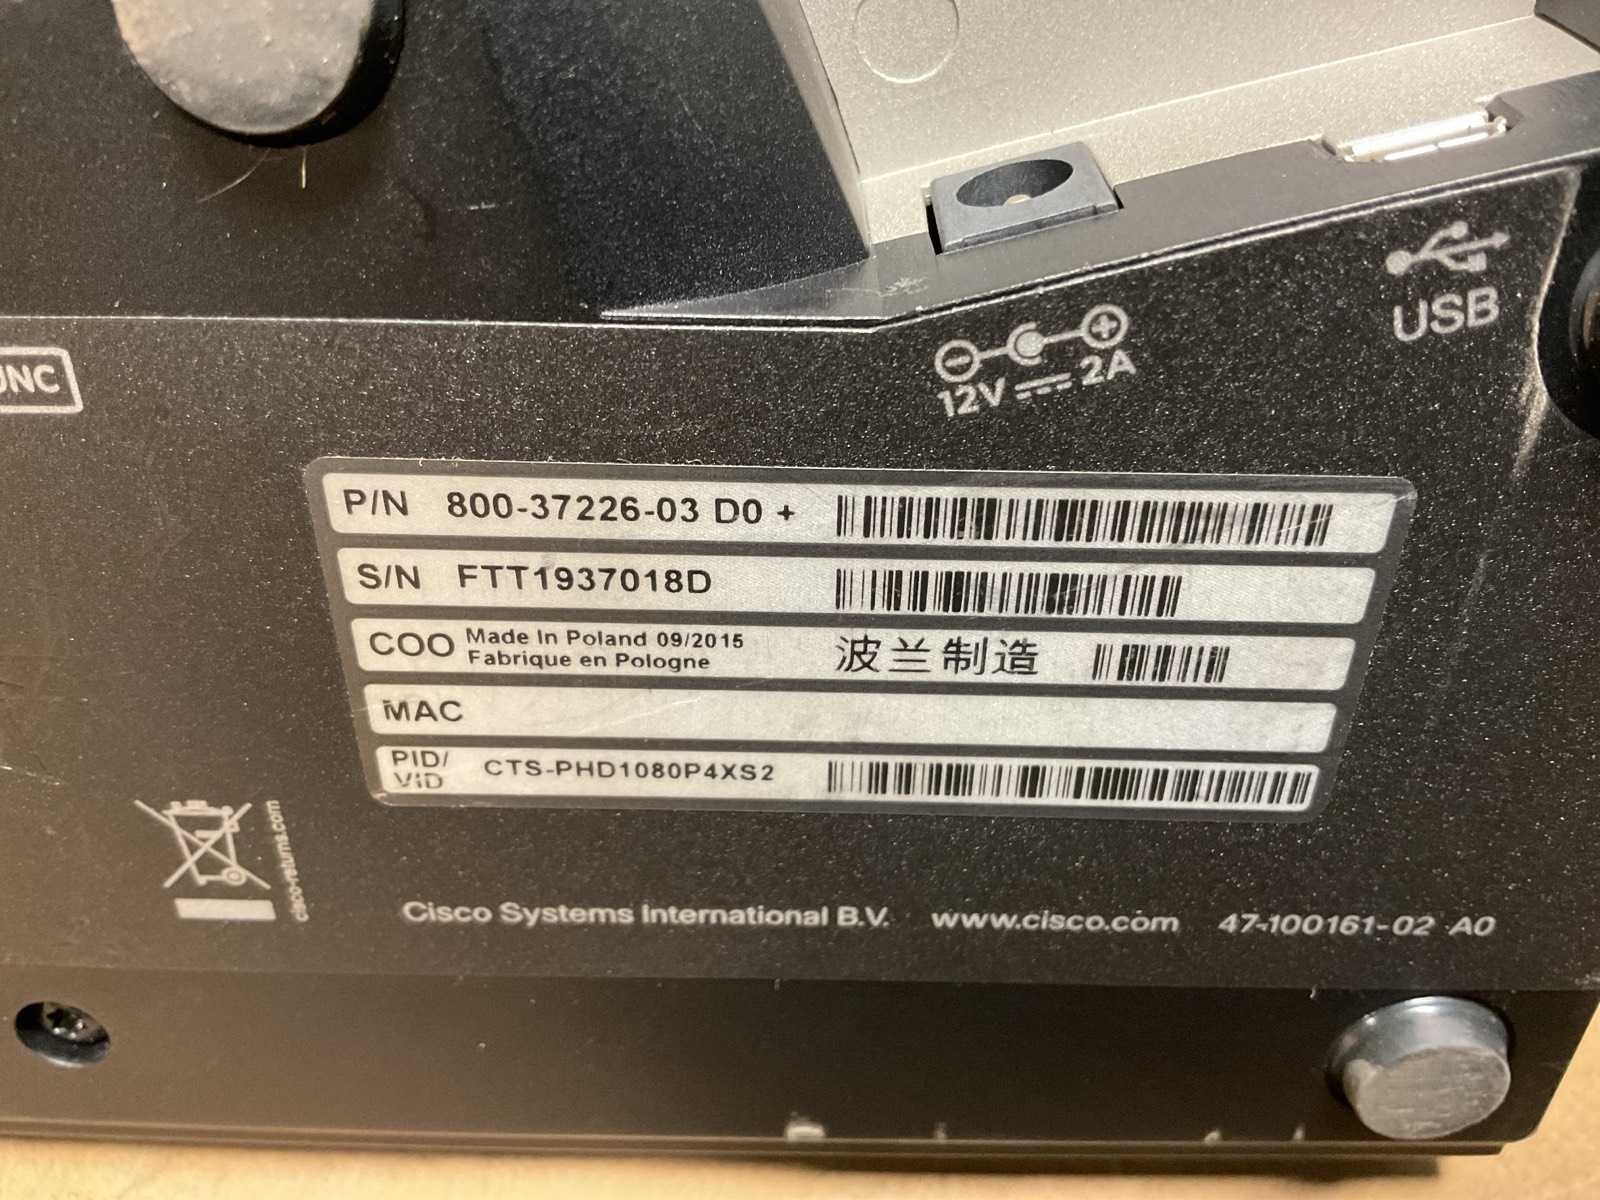 USB
12V 2A
P/N 800-37226-03 D0 +
S/N FTT1937018D
COO Made In Poland 09/2015
Fabrique en Pologne
波兰制造
MAC
PID/
VID
CTS-PHD1080P4XS2
cisco-returns.com
Cisco Systems International B.V. www.cisco.com 47-100161-02 A0